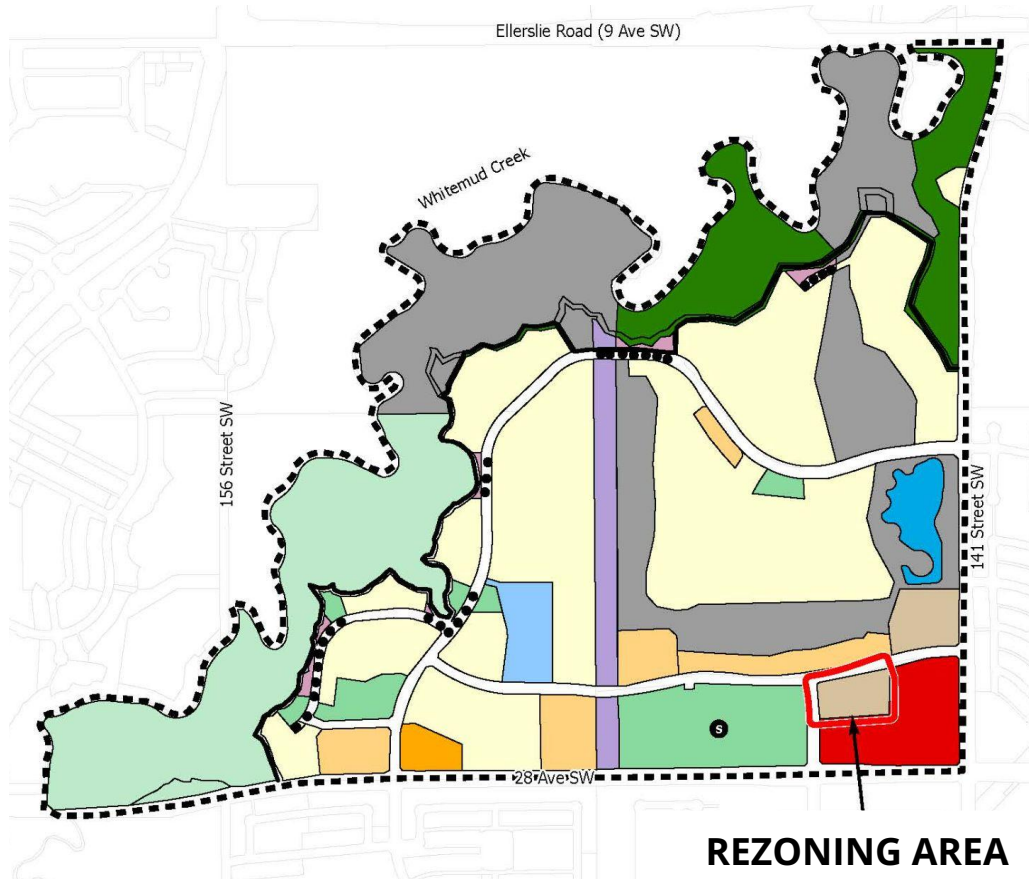 Ellerslie Road (9 Ave SW)
Whitemud Creek
156 Street SW
141 Street SW
S
28 Ave SW
REZONING AREA